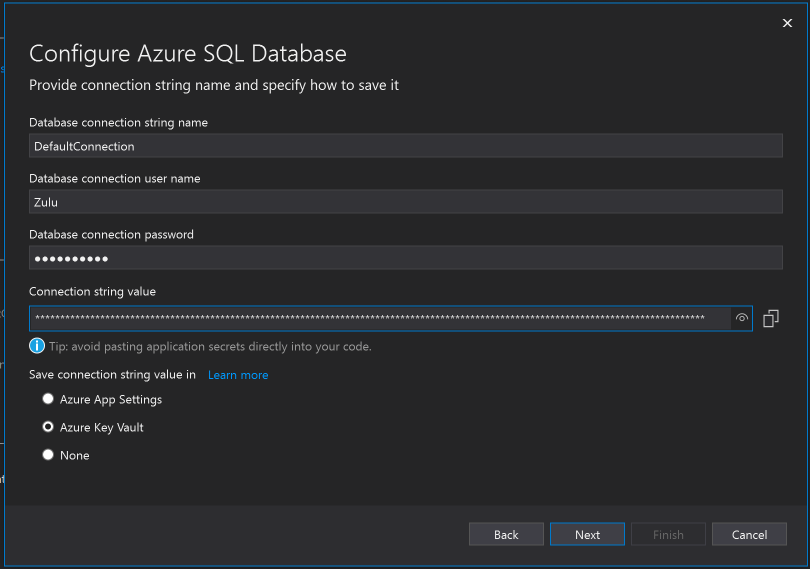 Configure Azure SQL Database
Provide connection string name and specify how to save it
Database connection string name
DefaultConnection
Database connection user name
Zulu
Database connection password
●●●●●●●●●●
Connection string value
**************************************************************************************************************************************
Tip: avoid pasting application secrets directly into your code.
Save connection string value in Learn more
Azure App Settings
Azure Key Vault
None
Back Next Finish Cancel